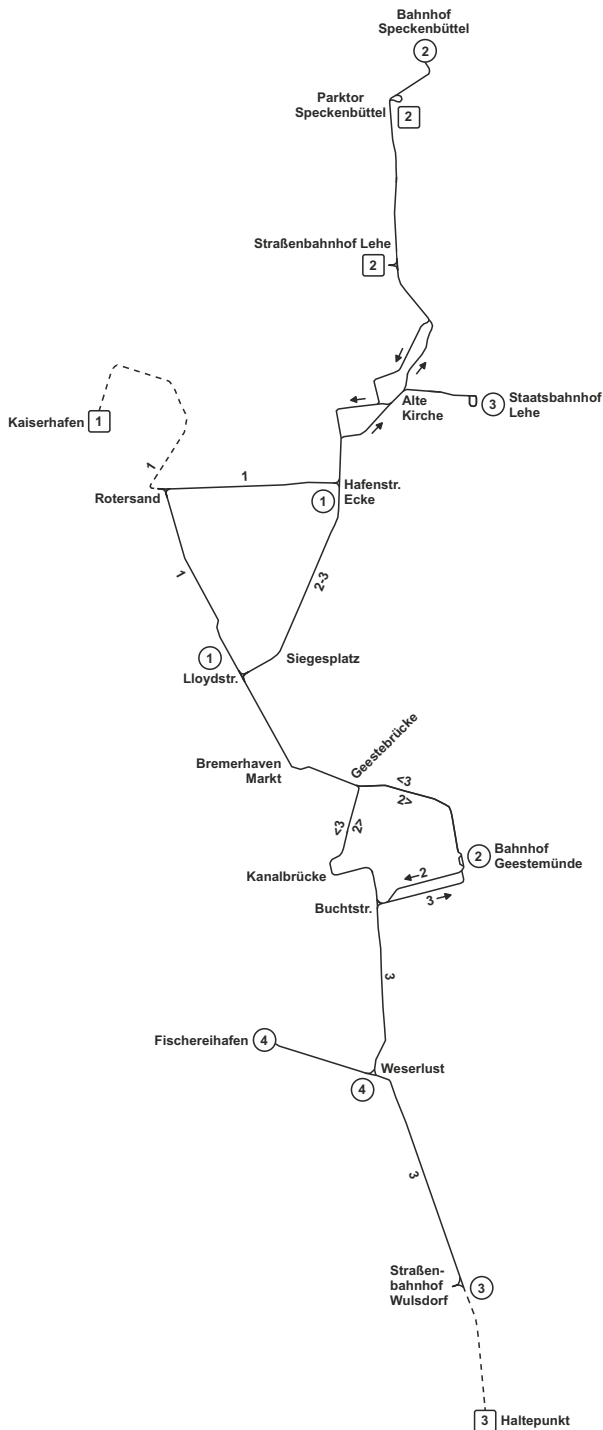 Bahnhof
Speckenbüttel
2
Parktor
Speckenbüttel
2
Straßenbahnhof Lehe
2
Alte
Kirche
3
Staatsbahnhof
Lehe
Kaiserhafen
1
1
1
Rotersand
Hafenstr.
Ecke
1
1
2-3
1
Lloydstr.
Siegesplatz
Bremerhaven
Markt
Geestebrücke
<3
2>
<3
2>
Kanalbrücke
2
Bahnhof
Geestemünde
2
3
Buchtstr.
3
Fischereihafen
4
Weserlust
4
3
Straßen-
bahnhof
Wulsdorf
3
3
Haltepunkt